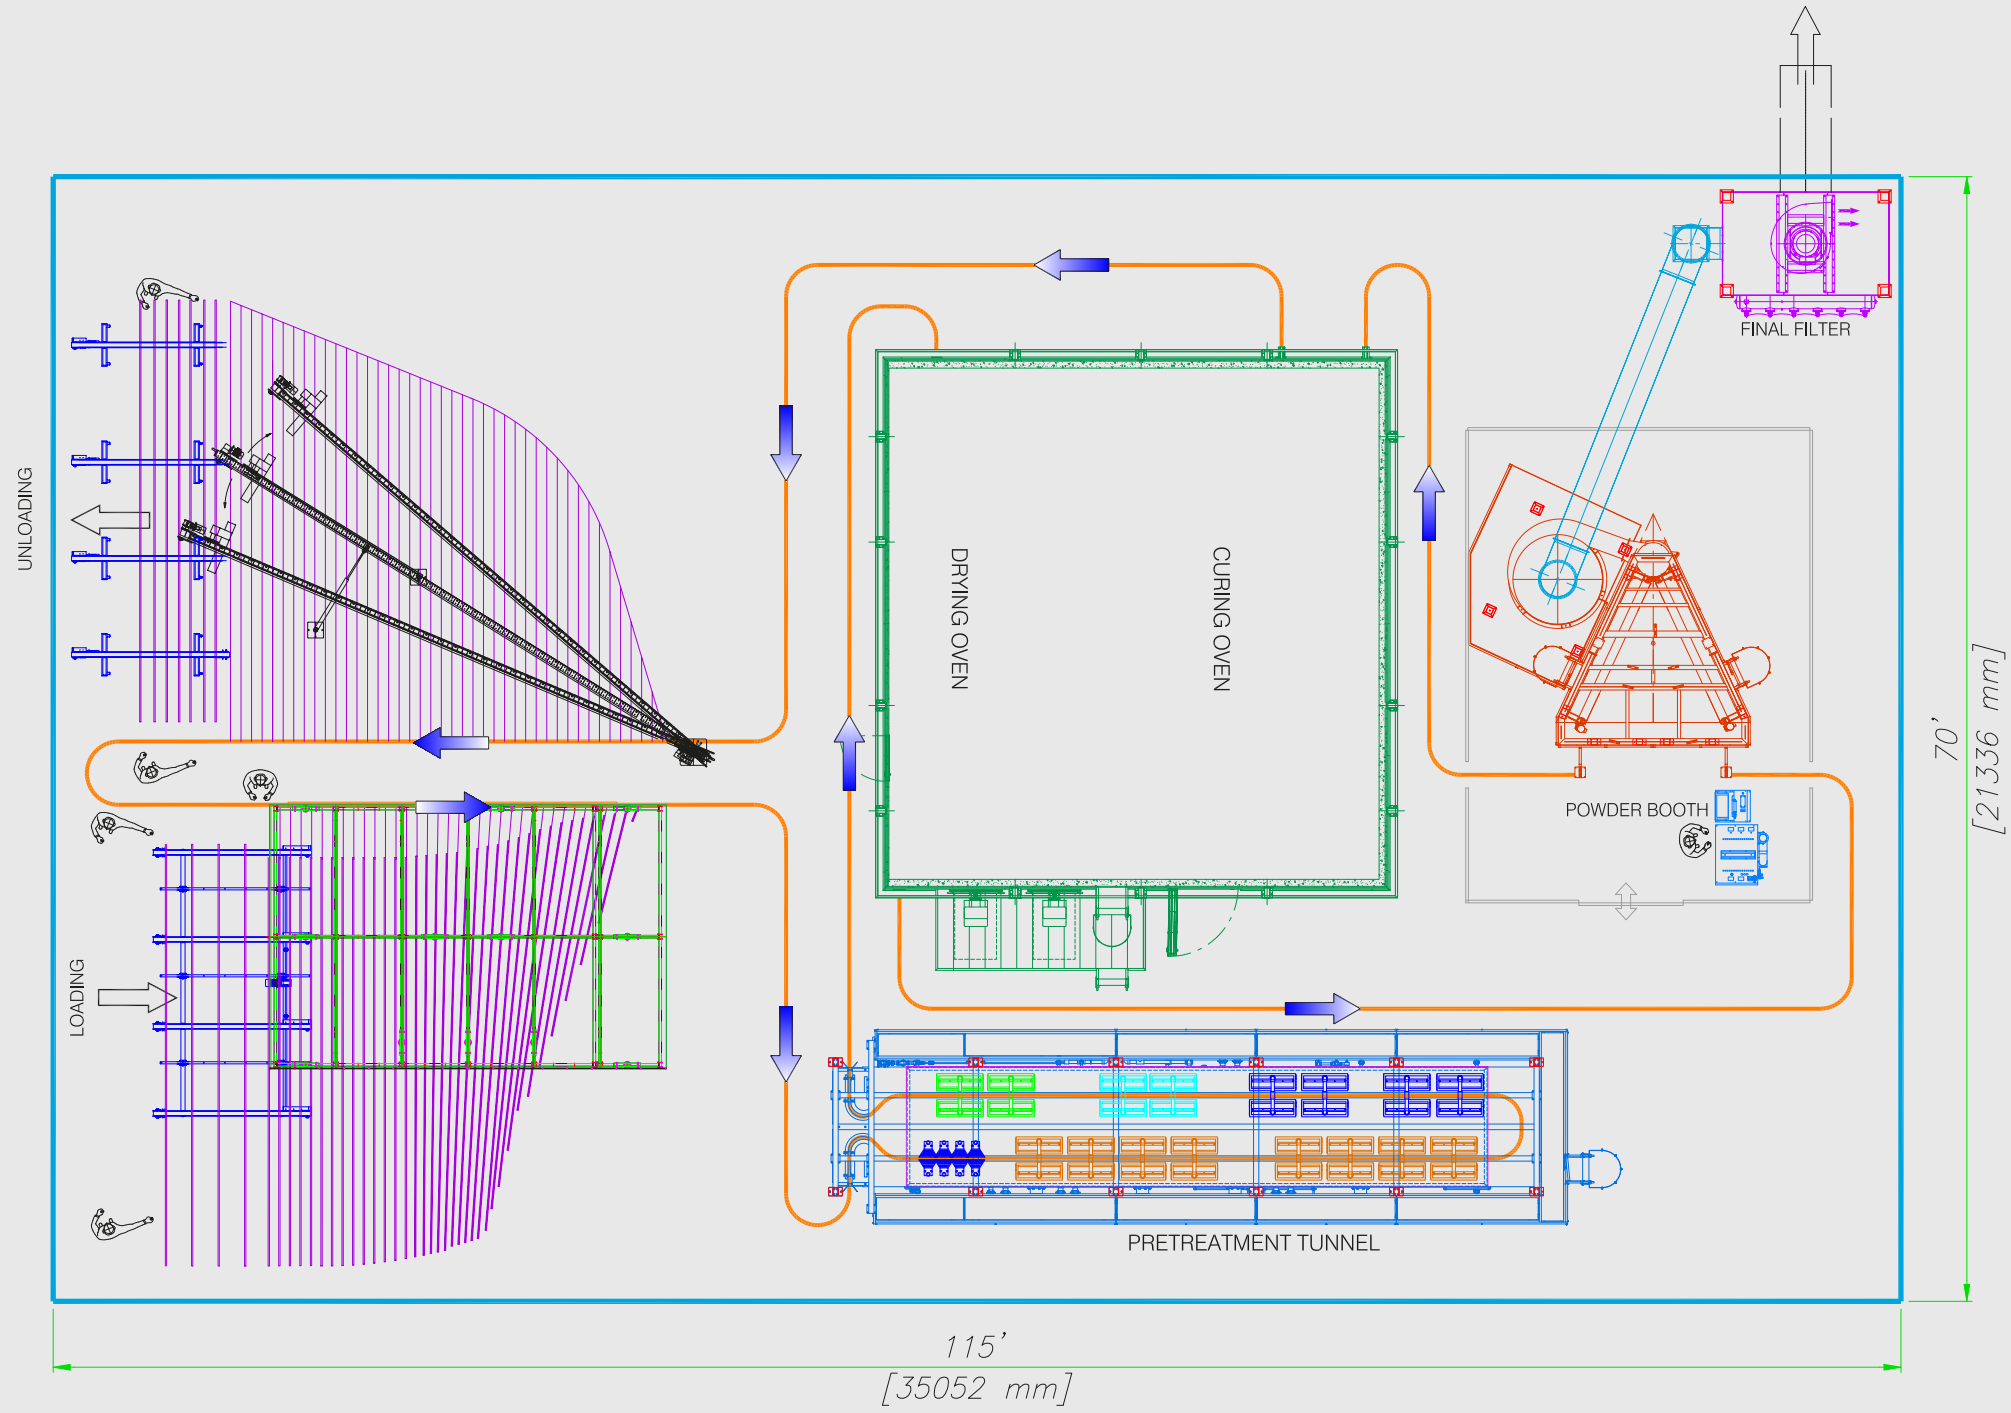 FINAL FILTER
UNLOADING
DRYING OVEN
CURING OVEN
POWDER BOOTH
70'
[21336 mm]
LOADING
PRETREATMENT TUNNEL
115'
[35052 mm]